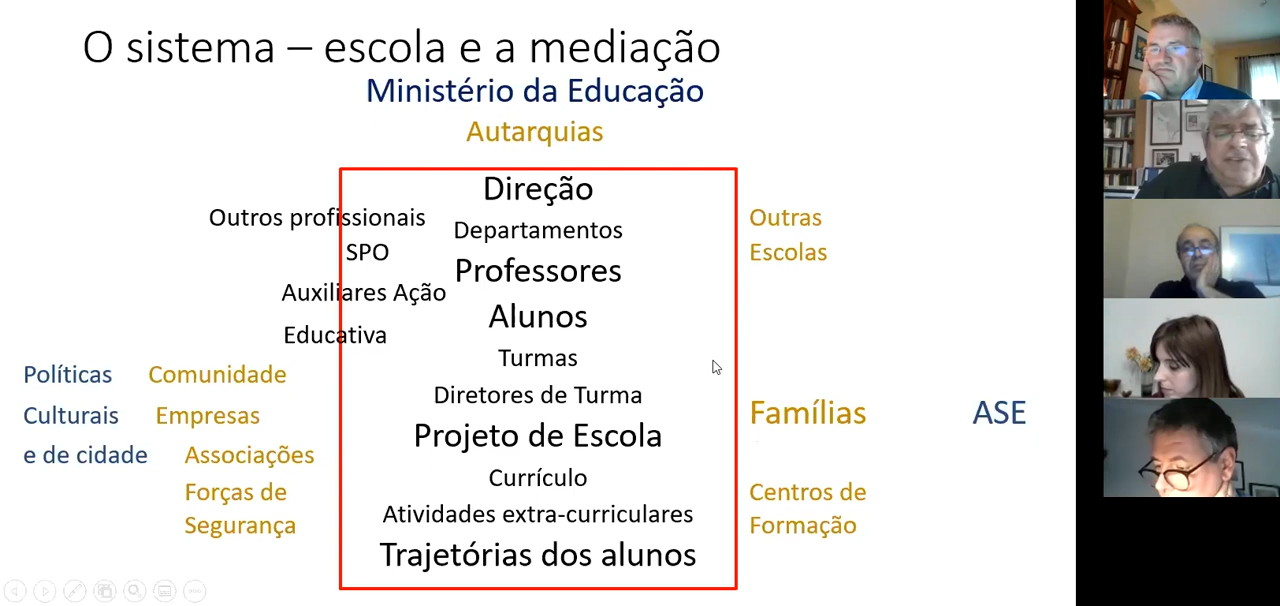 O sistema – escola e a mediação
Ministério da Educação
Autarquias
Direção
Outros profissionais
Departamentos
Outras
SPO
Escolas
Professores
Auxiliares Ação
Alunos
Educativa
Turmas
Políticas
Comunidade
Diretores de Turma
Culturais
Empresas
Famílias
ASE
Projeto de Escola
e de cidade
Associações
Currículo
Forças de
Centros de
Atividades extra-curriculares
Segurança
Formação
Trajetórias dos alunos